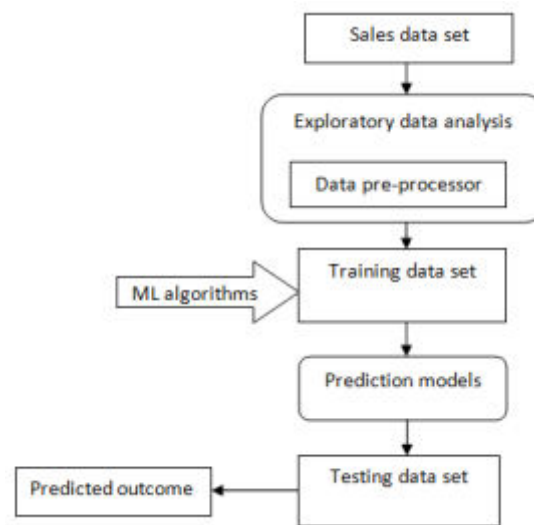 Sales data set
Exploratory data analysis
Data pre-processor
Training data set
ML algorithms
Prediction models
Testing data set
Predicted outcome